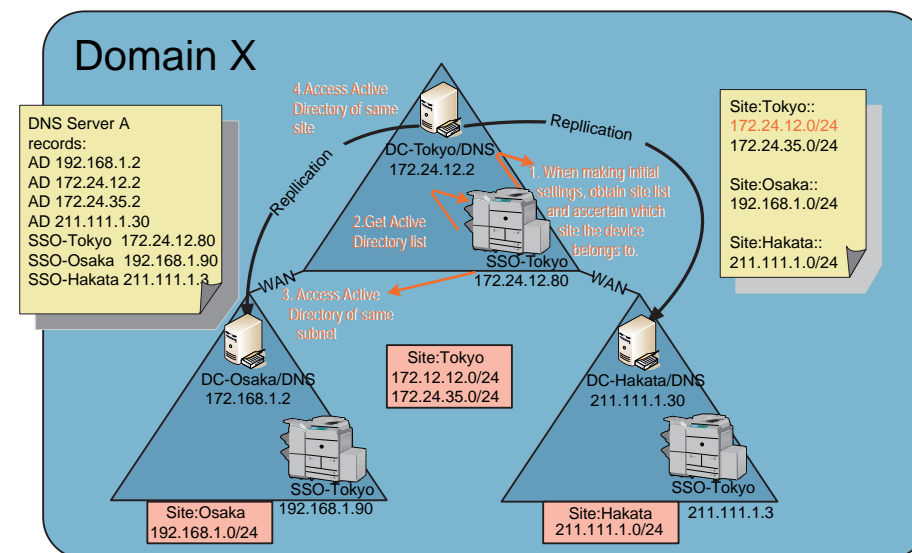 Domain X
DNS Server A
records:
AD 192.168.1.2
AD 172.24.12.2
AD 172.24.35.2
AD 211.111.1.30
SSO-Tokyo 172.24.12.80
SSO-Osaka 192.168.1.90
SSO-Hakata 211.111.1.3
4.Access Active
Directory of same
site
DC-Tokyo/DNS
172.24.12.2
Repllication
Repllication
1. When making initial
settings, obtain site list
and ascertain which
site the device
belongs to.
2.Get Active
Directory list
SSO-Tokyo
172.24.12.80
Site:Tokyo::
172.24.12.0/24
172.24.35.0/24
Site:Osaka::
192.168.1.0/24
Site:Hakata::
211.111.1.0/24
WAN
WAN
3. Access Active
Directory of same
subnet
DC-Osaka/DNS
172.168.1.2
Site:Tokyo
172.12.12.0/24
172.24.35.0/24
DC-Hakata/DNS
211.111.1.30
SSO-Tokyo
192.168.1.90
SSO-Tokyo
211.111.1.3
Site:Osaka
192.168.1.0/24
Site:Hakata
211.111.1.0/24